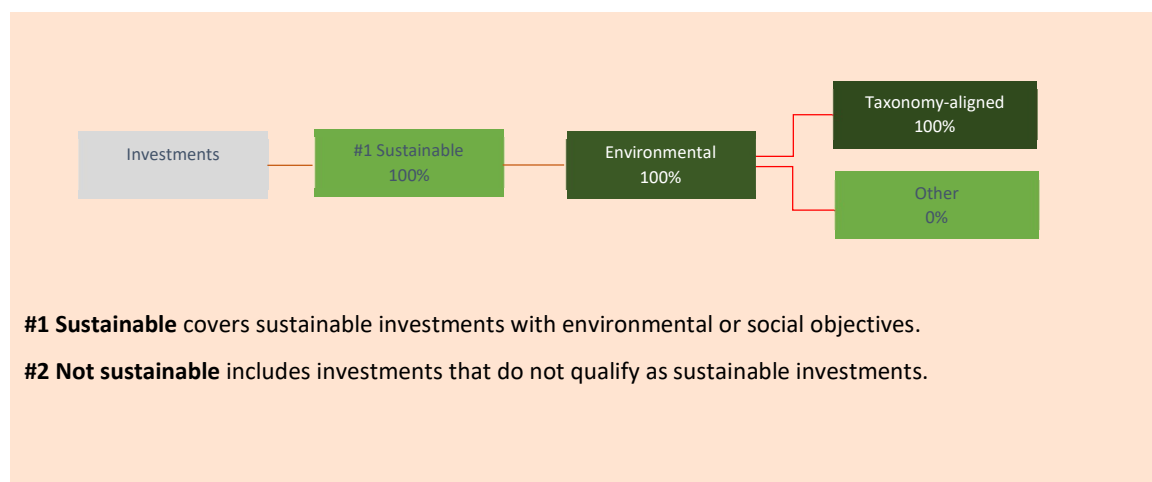 Investments
#1 Sustainable
100%
Environmental
100%
Taxonomy-aligned
100%
Other
0%
#1 Sustainable covers sustainable investments with environmental or social objectives.
#2 Not sustainable includes investments that do not qualify as sustainable investments.